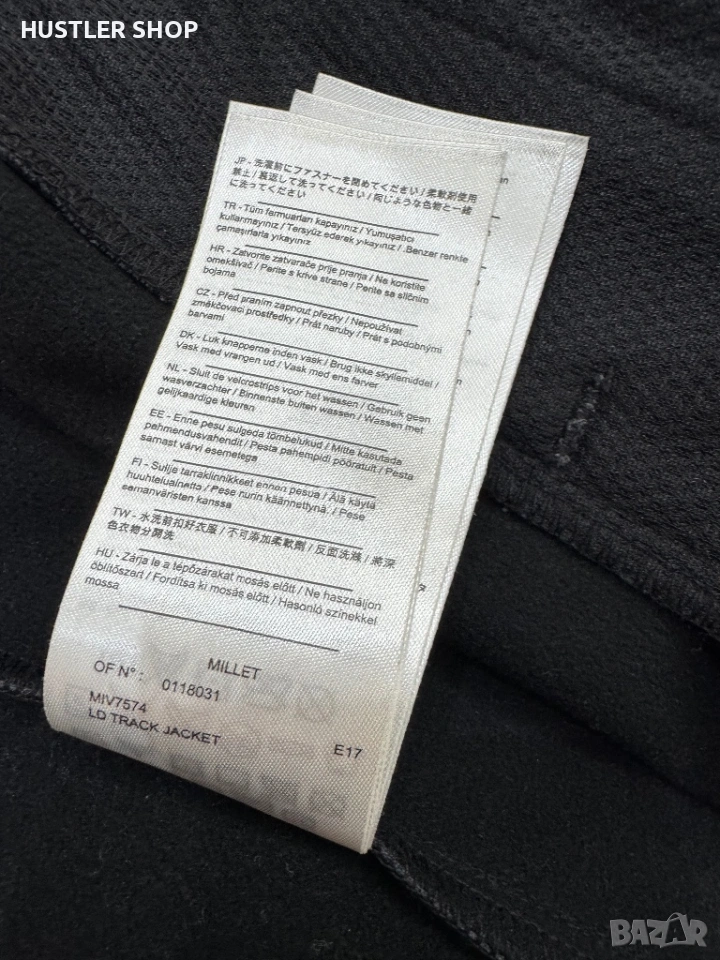 HUSTLER SHOP
JP - 洗濯前にファスナーを閉めてください / 柔軟剤使用
禁止 / 裏返して洗ってください / 同じような色物と一緒
に洗ってください
TR - Tüm fermuarları kapayınız / Yumuşatıcı
kullanmayınız / Tersyüz ederek yıkayınız / .Benzer renkle
çamaşırlarla yıkayınız
HR - Zatvorite zatvarače prije pranja / Ne koristite
omekšivač / Perite s krive strane / Perite sa sličnim
bojama
CZ - Před praním zapnout přezky / Nepoužívat
změkčovací prostředky / Prát naruby / Prát s podobnými
barvami
DK - Luk knapperne inden vask / Brug ikke skyllemiddel /
Vask med vrangen ud / Vask med ens farver
NL - Sluit de velcrostrips voor het wassen / Gebruik geen
wasverzachter / Binnenste buiten wassen / Wassen met
gelijkaardige kleuren
EE - Enne pesu sulgeda tõmbelukud / Mitte kasutada
pehmendusvahendit / Pesta pahempidi pööratult / Pesta
samast värvi esemetega
FI - Sulje tarraklinnikkeet ennen pesua / Älä käytä
huuhteluainetta / Pese nurin käännettynä. / Pese
samanväristen kanssa
TW - 水洗前扣好衣服 / 不可添加柔軟劑 / 反面洗滌 / 將深
色衣物分開洗
HU - Zárja le a tépőzárakat mosás előtt / Ne használjon
öblítőszert / Fordítsa ki mosás előtt / Hasonló színekkel
mossa
MILLET
OF N° : 0118031
MIV7574
LD TRACK JACKET E17
BAZAR